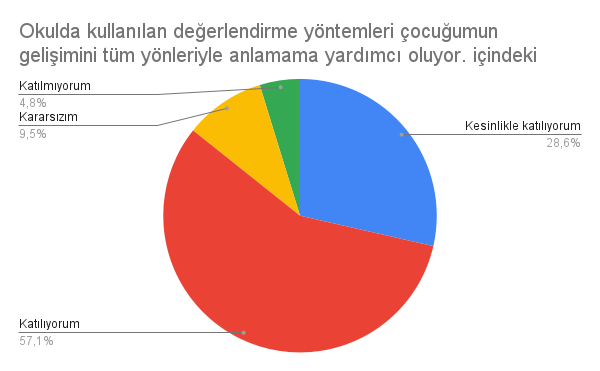 Okulda kullanılan değerlendirme yöntemleri çocuğumun
gelişimini tüm yönleriyle anlamama yardımcı oluyor. içindeki
Katılmıyorum
4,8%
Kararsızım
9,5%
Kesinlikle katılıyorum
28,6%
Katılıyorum
57,1%